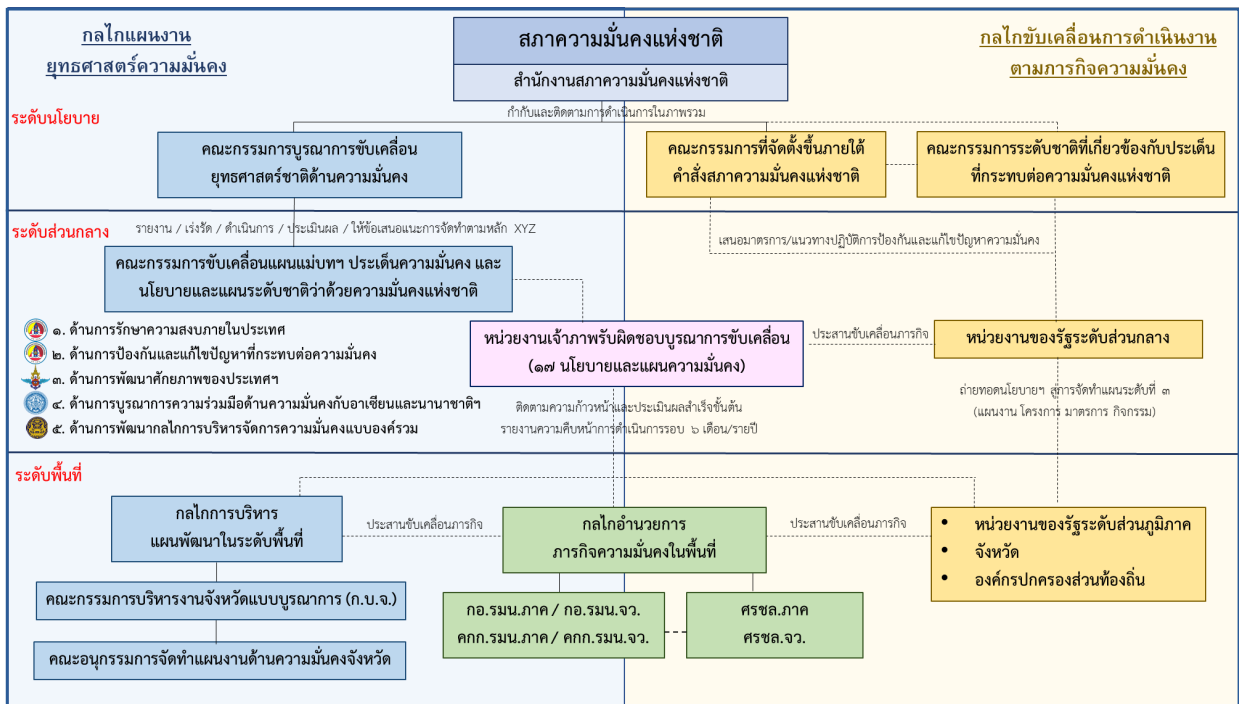 กลไกแผนงาน
ยุทธศาสตร์ความมั่นคง
สภาความมั่นคงแห่งชาติ
สำนักงานสภาความมั่นคงแห่งชาติ
กลไกขับเคลื่อนการดำเนินงาน
ตามภารกิจความมั่นคง
ระดับนโยบาย
กำกับและติดตามการดำเนินการในภาพรวม
คณะกรรมการบูรณาการขับเคลื่อน
ยุทธศาสตร์ชาติด้านความมั่นคง
คณะกรรมการที่จัดตั้งขึ้นภายใต้
คำสั่งสภาความมั่นคงแห่งชาติ
คณะกรรมการระดับชาติที่เกี่ยวข้องกับประเด็น
ที่กระทบต่อความมั่นคงแห่งชาติ
ระดับส่วนกลาง
รายงาน / เร่งรัด / ดำเนินการ / ประเมินผล / ให้ข้อเสนอแนะการจัดทำตามหลัก XYZ
เสนอมาตรการ/แนวทางปฏิบัติการป้องกันและแก้ไขปัญหาความมั่นคง
คณะกรรมการขับเคลื่อนแผนแม่บทฯ ประเด็นความมั่นคง และ
นโยบายและแผนระดับชาติว่าด้วยความมั่นคงแห่งชาติ
๑. ด้านการรักษาความสงบภายในประเทศ
๒. ด้านการป้องกันและแก้ไขปัญหาที่กระทบต่อความมั่นคง
๓. ด้านการพัฒนาศักยภาพของประเทศฯ
๔. ด้านการบูรณาการความร่วมมือด้านความมั่นคงกับอาเซียนและนานาชาติฯ
๕. ด้านการพัฒนากลไกการบริหารจัดการความมั่นคงแบบองค์รวม
หน่วยงานเจ้าภาพรับผิดชอบบูรณาการขับเคลื่อน
(๑๗ นโยบายและแผนความมั่นคง)
ประสานขับเคลื่อนภารกิจ
หน่วยงานของรัฐระดับส่วนกลาง
ติดตามความก้าวหน้าและประเมินผลสำเร็จขั้นต้น
รายงานความคืบหน้าการดำเนินการรอบ ๖ เดือน/รายปี
ถ่ายทอดนโยบายฯ สู่การจัดทำแผนระดับที่ ๓
(แผนงาน โครงการ มาตรการ กิจกรรม)
ระดับพื้นที่
กลไกการบริหาร
แผนพัฒนาในระดับพื้นที่
ประสานขับเคลื่อนภารกิจ
กลไกอำนวยการ
ภารกิจความมั่นคงในพื้นที่
ประสานขับเคลื่อนภารกิจ
• หน่วยงานของรัฐระดับส่วนภูมิภาค
• จังหวัด
• องค์กรปกครองส่วนท้องถิ่น
คณะกรรมการบริหารงานจังหวัดแบบบูรณาการ (ก.บ.จ.)
คณะอนุกรรมการจัดทำแผนงานด้านความมั่นคงจังหวัด
กอ.รมน.ภาค / กอ.รมน.จว.
คกก.รมน.ภาค / คกก.รมน.จว.
ศรชล.ภาค
ศรชล.จว.